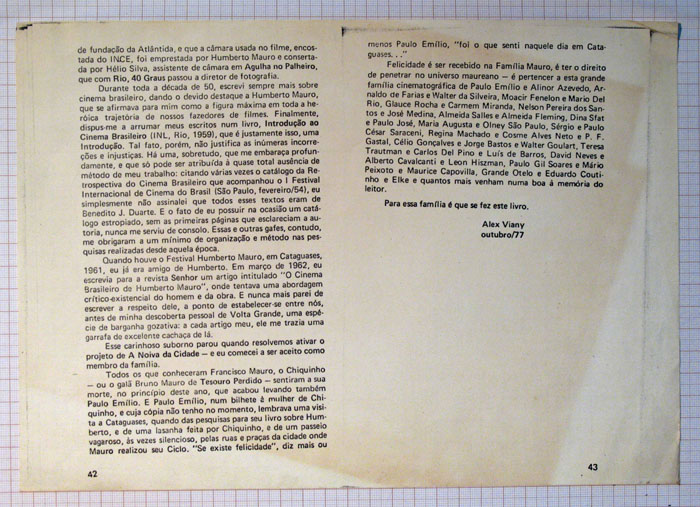 de fundação da Atlântida, e que a câmara usada no filme, encos-
tada do INCE, foi emprestada por Humberto Mauro e conserta-
da por Hélio Silva, assistente de câmara em Agulha no Palheiro,
que com Rio, 40 Graus passou a diretor de fotografia.
Durante toda a década de 50, escrevi sempre mais sobre
cinema brasileiro, dando o devido destaque a Humberto Mauro,
que se afirmava para mim como a figura máxima em toda a he-
róica trajetória de nossos fazedores de filmes. Finalmente,
dispus-me a arrumar meus escritos num livro, Introdução ao
Cinema Brasileiro (INL, Rio, 1959), que é justamente isso, uma
Introdução. Tal fato, porém, não justifica as inúmeras incorre-
ções e injustiças. Há uma, sobretudo, que me embaraça profun-
damente, e que só pode ser atribuída à quase total ausência de
método de meu trabalho: citando várias vezes o catálogo da Re-
trospectiva do Cinema Brasileiro que acompanhou o I Festival
Internacional de Cinema do Brasil (São Paulo, fevereiro/54), eu
simplesmente não assinalei que todos esses textos eram de
Benedito J. Duarte. E o fato de eu possuir na ocasião um catá-
logo estropiado, sem as primeiras páginas que esclareciam a au-
toria, nunca me serviu de consolo. Essas e outras gafes, contudo,
me obrigaram a um mínimo de organização e método nas pes-
quisas realizadas desde aquela época.
Quando houve o Festival Humberto Mauro, em Cataguases,
1961, eu já era amigo de Humberto. Em março de 1962, eu
escrevia para a revista Senhor um artigo intitulado "O Cinema
Brasileiro de Humberto Mauro", onde tentava uma abordagem
crítico-existencial do homem e da obra. E nunca mais parei de
escrever a respeito dele, a ponto de estabelecer-se entre nós,
antes de minha descoberta pessoal de Volta Grande, uma espé-
cie de barganha gozativa: a cada artigo meu, ele me trazia uma
garrafa de excelente cachaça de lá.
Esse carinhoso suborno parou quando resolvemos ativar o
projeto de A Noiva da Cidade — e eu comecei a ser aceito como
membro da família.
Todos os que conheceram Francisco Mauro, o Chiquinho
— ou o galã Bruno Mauro de Tesouro Perdido — sentiram a sua
morte, no princípio deste ano, que acabou levando também
Paulo Emílio. E Paulo Emílio, num bilhete à mulher de Chi-
quinho, e cuja cópia não tenho no momento, lembrava uma visi-
ta a Cataguases, quando das pesquisas para seu livro sobre Hum-
berto, e de uma lasanha feita por Chiquinho, e de um passeio
vagaroso, às vezes silencioso, pelas ruas e praças da cidade onde
Mauro realizou seu Ciclo. "Se existe felicidade", diz mais ou
42
menos Paulo Emílio, "foi o que senti naquele dia em Cata-
guases. . ."
Felicidade é ser recebido na Família Mauro, é ter o direito
de penetrar no universo maureano — é pertencer a esta grande
família cinematográfica de Paulo Emílio e Alinor Azevedo, Ar-
naldo de Farias e Walter da Silveira, Moacir Fenelon e Mario Del
Rio, Glauce Rocha e Carmem Miranda, Nelson Pereira dos San-
tos e José Medina, Almeida Salles e Almeida Fleming, Dina Sfat
e Paulo José, Maria Augusta e Olney São Paulo, Sérgio e Paulo
César Saraceni, Regina Machado e Cosme Alves Neto e P. F.
Gastal, Célio Gonçalves e Jorge Bastos e Walter Goulart, Teresa
Trautman e Carlos Del Pino e Luís de Barros, David Neves e
Alberto Cavalcanti e Leon Hiszman, Paulo Gil Soares e Mário
Peixoto e Maurice Capovilla, Grande Otelo e Eduardo Couti-
nho e Elke e quantos mais venham numa boa à memória do
leitor.
Para essa família é que se fez este livro.
Alex Viany
outubro/77
43